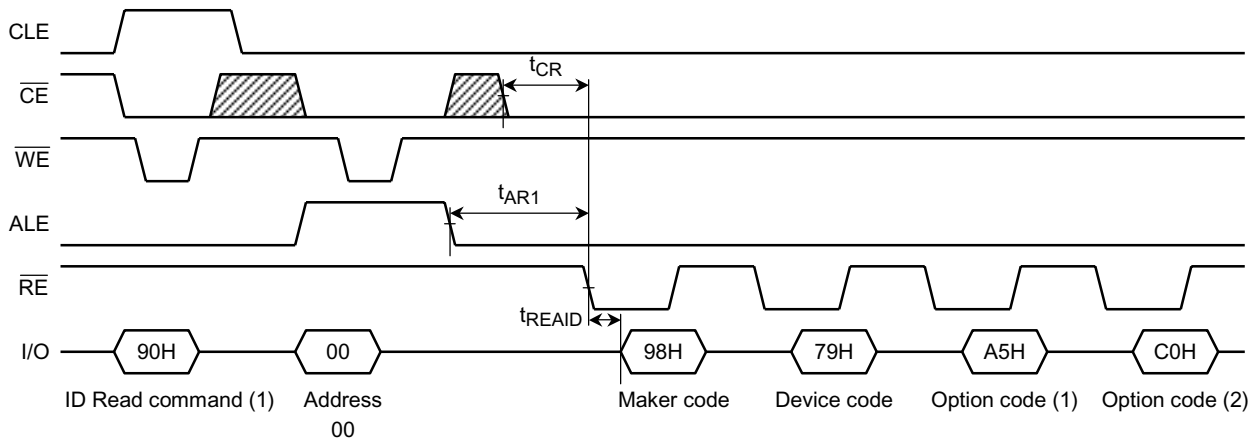 CLE
tCR
CE
WE
tAR1
ALE
RE
tREAID
I/O 90H 00 98H 79H A5H C0H
ID Read command (1) Address Maker code Device code Option code (1) Option code (2)
00